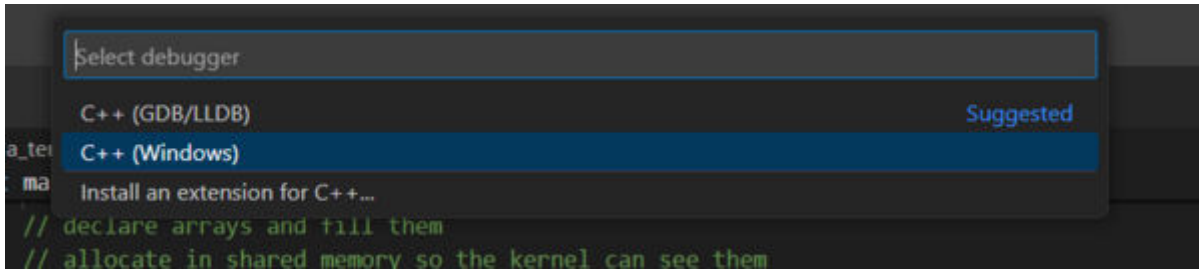 Select debugger
C++ (GDB/LLDB) Suggested
C++ (Windows)
Install an extension for C++...
ma
// declare arrays and fill them
// allocate in shared memory so the kernel can see them